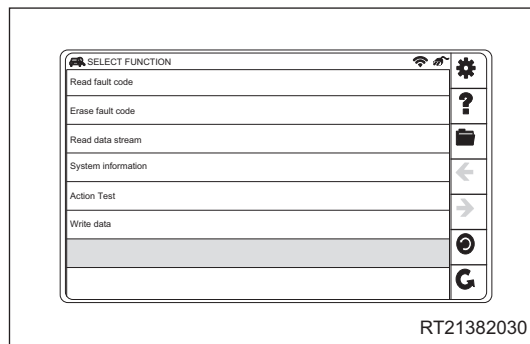 SELECT FUNCTION
Read fault code
Erase fault code
Read data stream
System information
Action Test
Write data
?
RT21382030